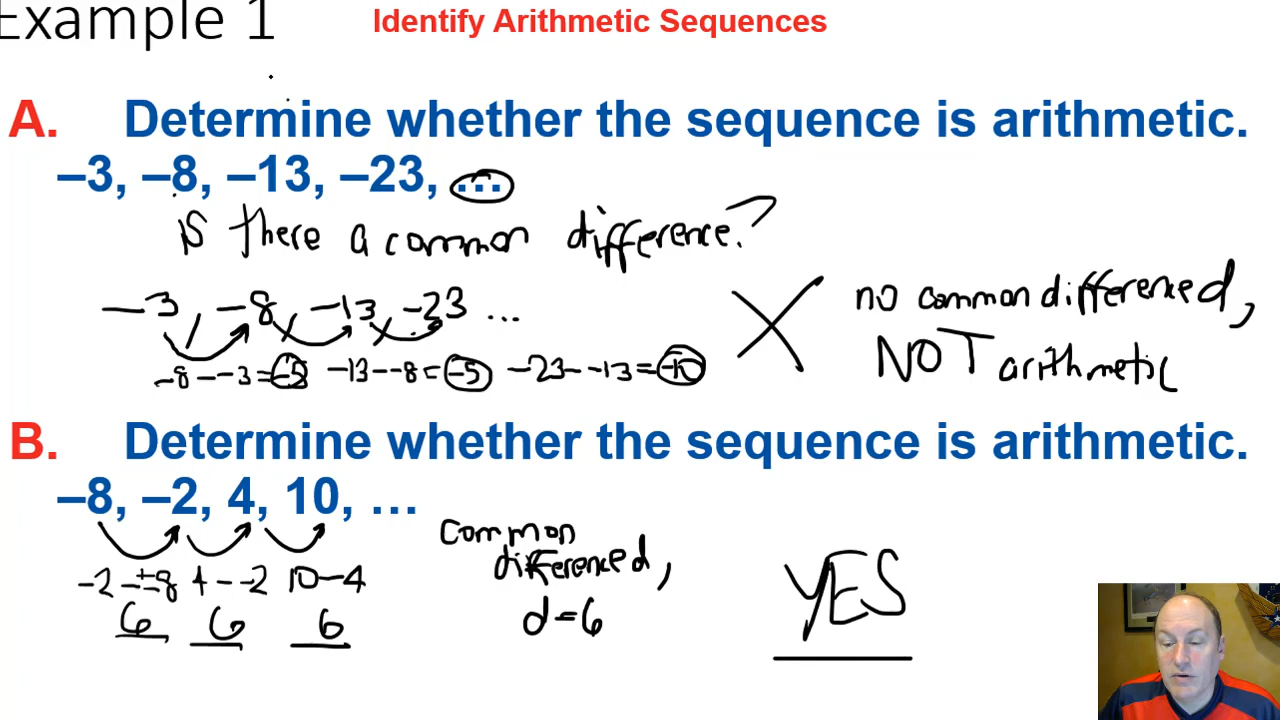 Example 1
Identify Arithmetic Sequences
A. Determine whether the sequence is arithmetic.
–3, –8, –13, –23, …
is there a common difference?
-3, -8, -13, -23 ...
-8 - -3 = -5 -13 - -8 = -5 -23 - -13 = -10
no common difference d,
NOT arithmetic
B. Determine whether the sequence is arithmetic.
–8, –2, 4, 10, …
common
difference d,
d = 6
-2 - -8 4 - -2 10 - 4
6 6 6
YES